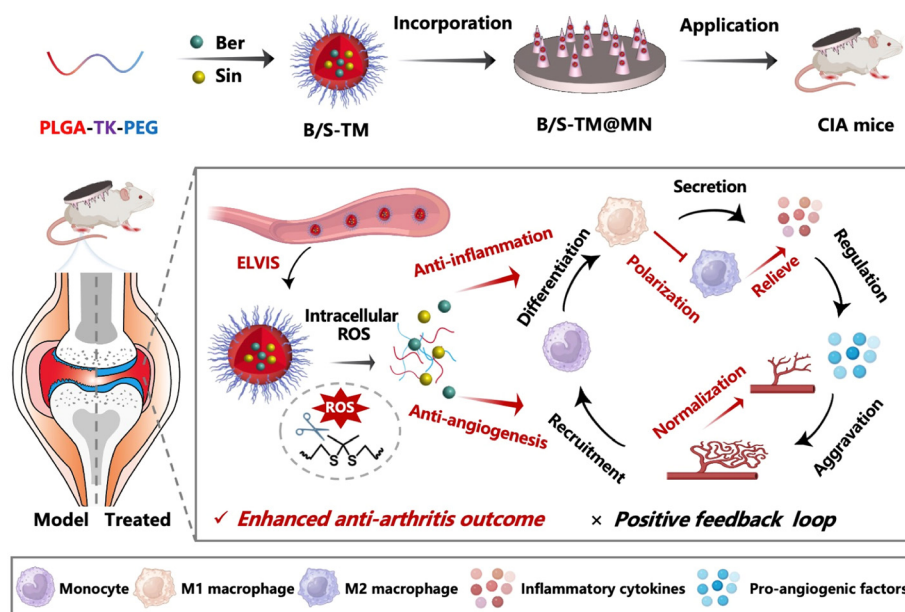 Ber
Sin
Incorporation
Application
PLGA-TK-PEG
B/S-TM
B/S-TM@MN
CIA mice
ELVIS
Intracellular
ROS
ROS
S
S
Anti-inflammation
Anti-angiogenesis
Differentiation
Secretion
Polarization
Relieve
Regulation
Normalization
Recruitment
Aggravation
Model
Treated
✓ Enhanced anti-arthritis outcome
× Positive feedback loop
Monocyte
M1 macrophage
M2 macrophage
Inflammatory cytokines
Pro-angiogenic factors